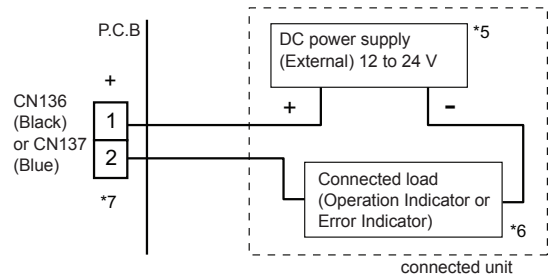 P.C.B
DC power supply
(External) 12 to 24 V
*5
+
CN136
(Black)
or CN137
(Blue)
1
2
*7
+
-
Connected load
(Operation Indicator or
Error Indicator)
*6
connected unit